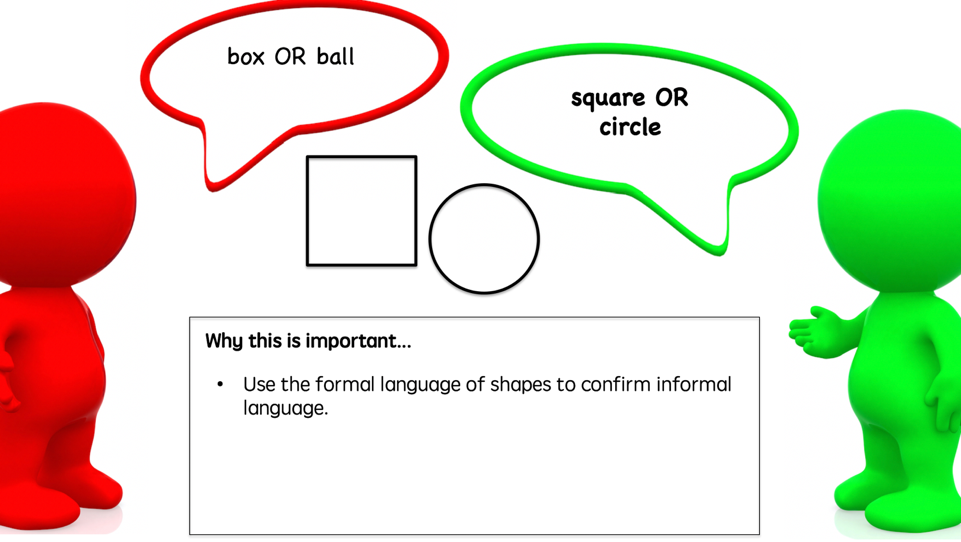 box OR ball
square OR
circle
Why this is important...
• Use the formal language of shapes to confirm informal
language.